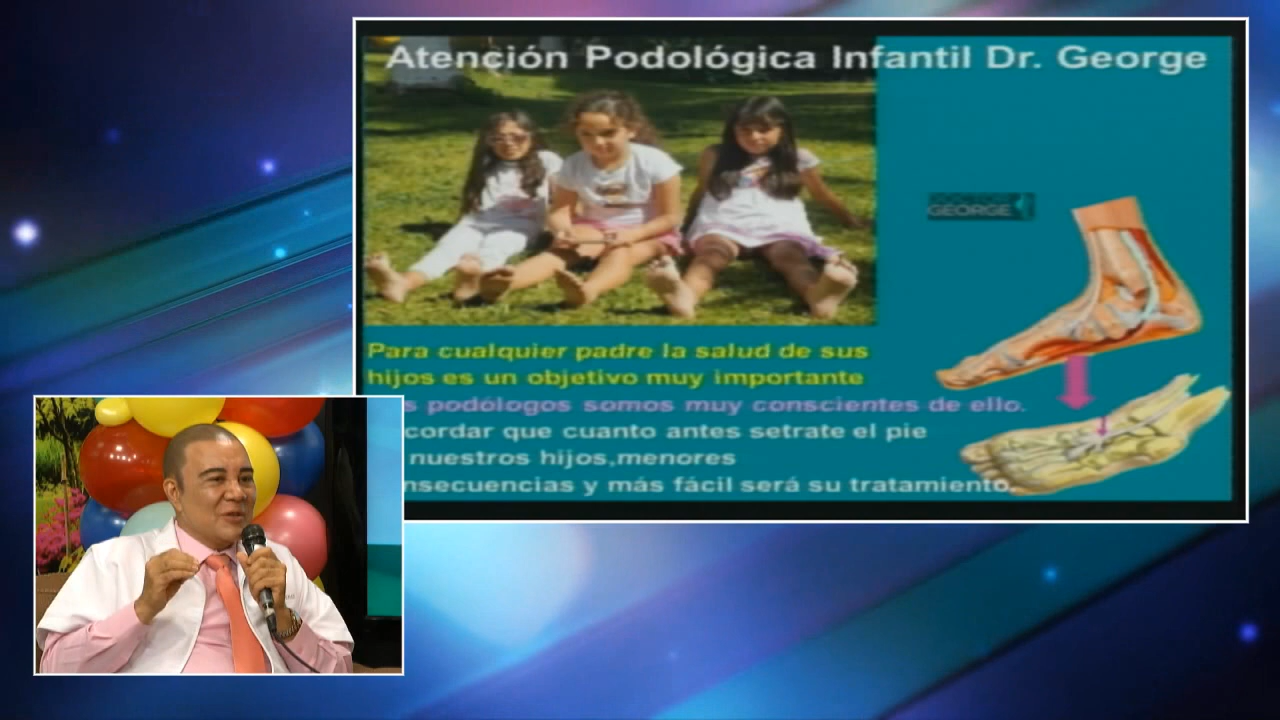 Atención Podológica Infantil Dr. George
GEORGE
Para cualquier padre la salud de sus
hijos es un objetivo muy importante
s podólogos somos muy conscientes de ello.
cordar que cuanto antes setrate el pie
nuestros hijos,menores
nsecuencias y más fácil será su tratamiento.